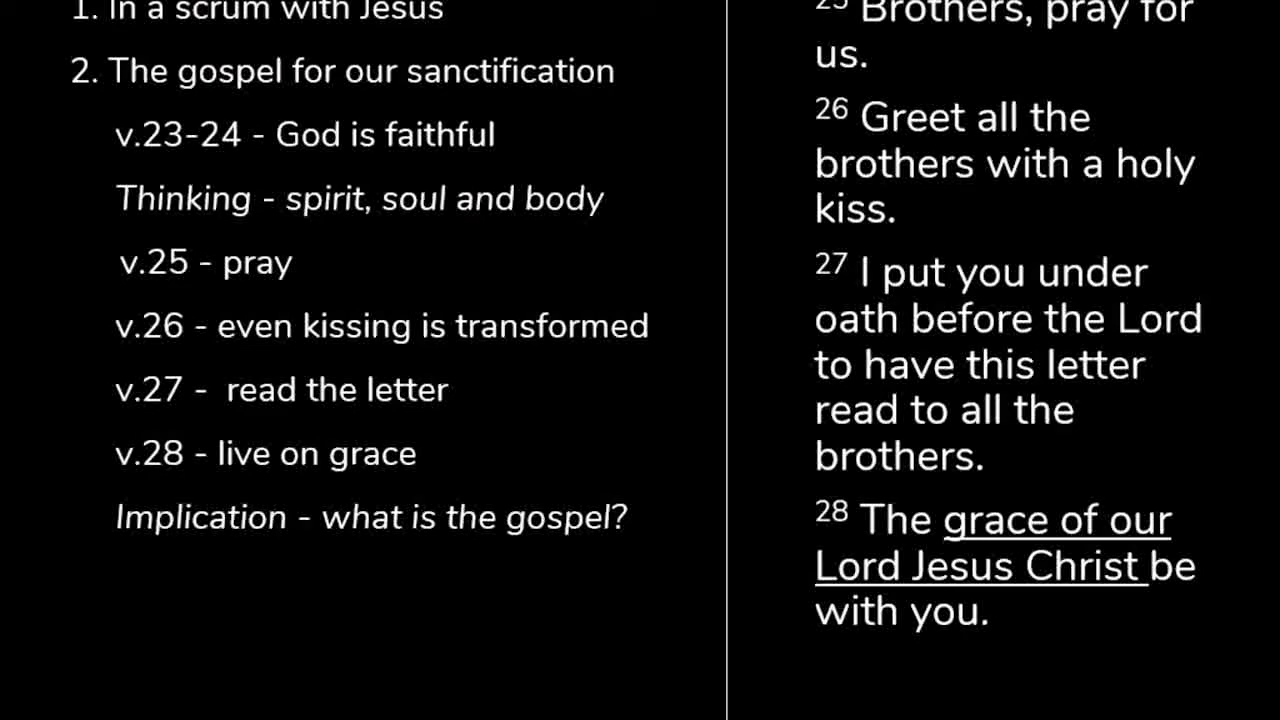 1. In a scrum with Jesus
2. The gospel for our sanctification
v.23-24 - God is faithful
Thinking - spirit, soul and body
v.25 - pray
v.26 - even kissing is transformed
v.27 -  read the letter
v.28 - live on grace
Implication - what is the gospel?
25 Brothers, pray for
us.
26 Greet all the
brothers with a holy
kiss.
27 I put you under
oath before the Lord
to have this letter
read to all the
brothers.
28 The grace of our
Lord Jesus Christ be
with you.